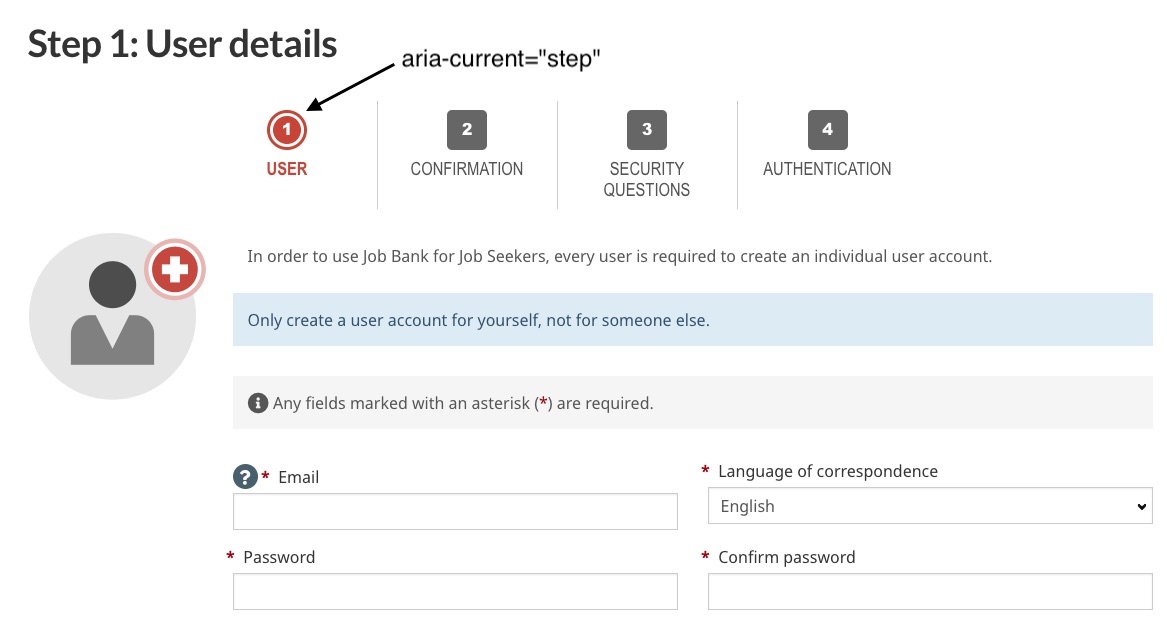 Step 1: User details
aria-current="step"
1
2
3
4
USER
CONFIRMATION
SECURITY
QUESTIONS
AUTHENTICATION
In order to use Job Bank for Job Seekers, every user is required to create an individual user account.
Only create a user account for yourself, not for someone else.
i Any fields marked with an asterisk (*) are required.
? * Email
* Language of correspondence
English
* Password
* Confirm password